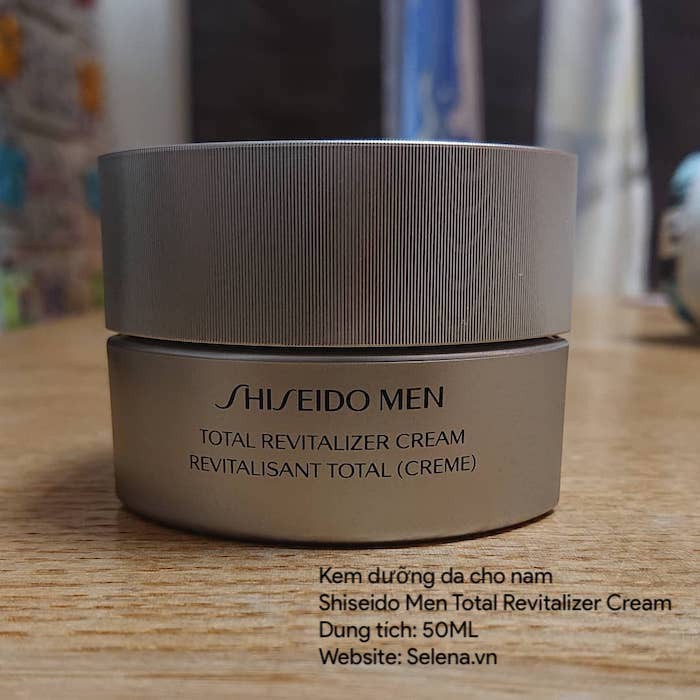 SHISEIDO MEN
TOTAL REVITALIZER CREAM
REVITALISANT TOTAL (CREME)
Kem dưỡng da cho nam
Shiseido Men Total Revitalizer Cream
Dung tích: 50ML
Website: Selena.vn